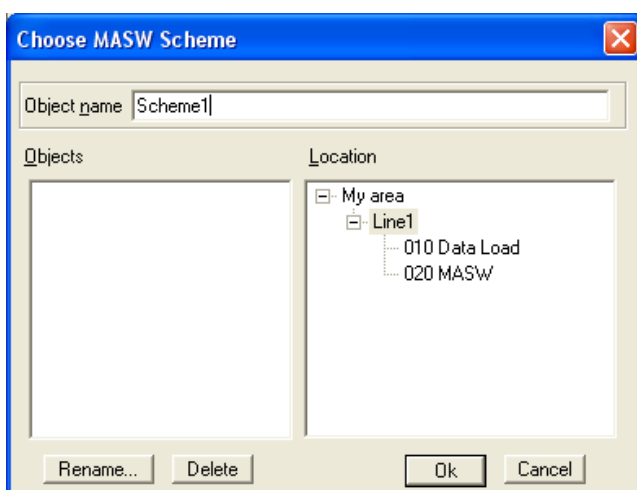 Choose MASW Scheme
Object name Scheme1
Objects
Location
My area
Line1
010 Data Load
020 MASW
Rename... Delete Ok Cancel